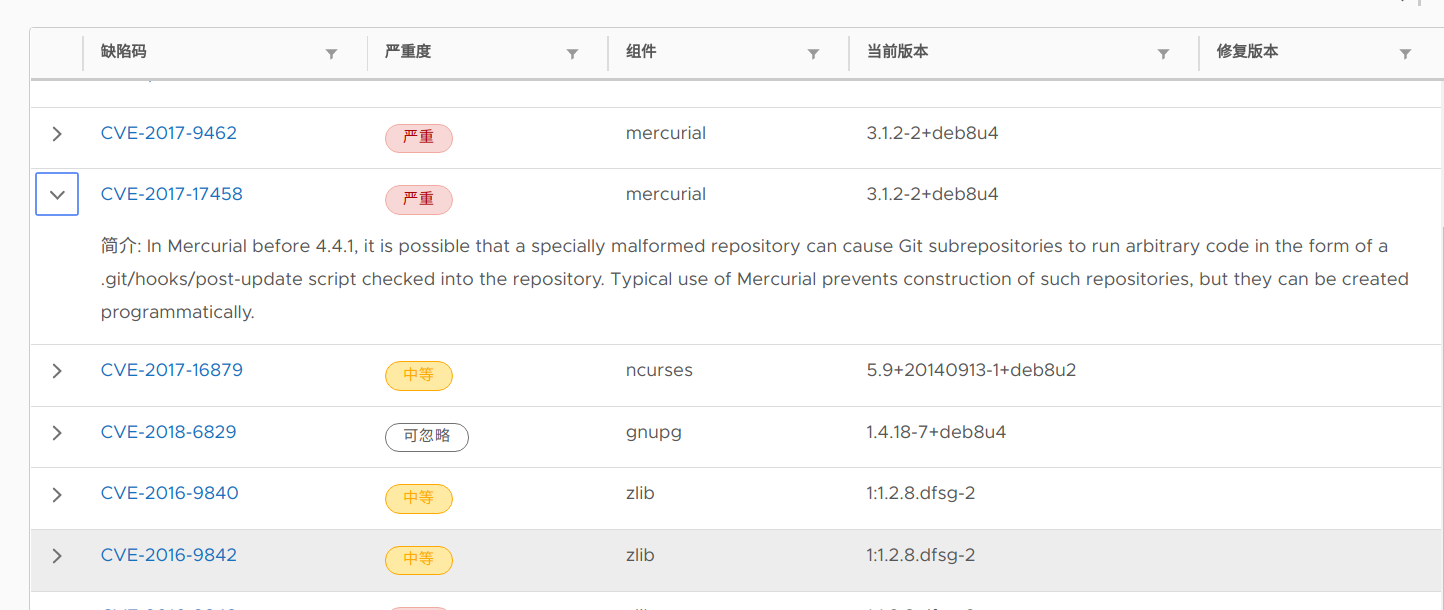 缺陷码 严重度 组件 当前版本 修复版本
CVE-2017-9462 严重 mercurial 3.1.2-2+deb8u4
CVE-2017-17458 严重 mercurial 3.1.2-2+deb8u4
简介: In Mercurial before 4.4.1, it is possible that a specially malformed repository can cause Git subrepositories to run arbitrary code in the form of a
.git/hooks/post-update script checked into the repository. Typical use of Mercurial prevents construction of such repositories, but they can be created
programmatically.
CVE-2017-16879 中等 ncurses 5.9+20140913-1+deb8u2
CVE-2018-6829 可忽略 gnupg 1.4.18-7+deb8u4
CVE-2016-9840 中等 zlib 1:1.2.8.dfsg-2
CVE-2016-9842 中等 zlib 1:1.2.8.dfsg-2